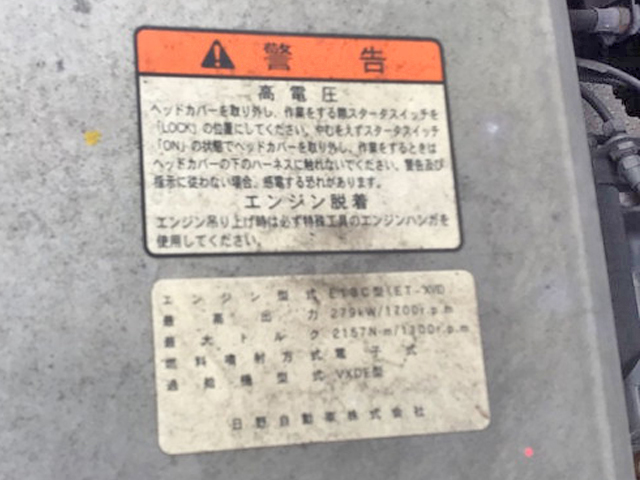 警告
高電圧
ヘッドカバーを取り外し、作業をする際スタータスイッチを
「LOCK」の位置にしてください。やむをえずスタータスイッチ
「ON」の状態でヘッドカバーを取り外し、作業をするときは
ヘッドカバーの下のハーネスに触れないでください。警告及び
指示に従わない場合、感電する恐れがあります。
エンジン脱着
エンジン吊り上げ時は必ず特殊工具のエンジンハンガを
使用してください。
エンジン型式 E13C型(ET-XVII)
最高出力 279kW/1700r.p.m
最大トルク 2157N·m/1300r.p.m
燃料噴射方式 電子式
過給機型式 VXDE型
日野自動車株式会社